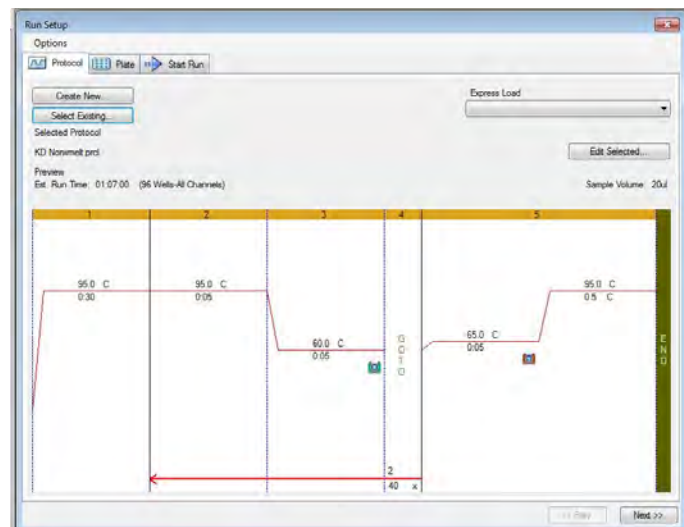 Run Setup
Options
Protocol Plate Start Run
Create New...
Express Load
Select Existing...
Selected Protocol
KD Normmelt.prcl
Edit Selected...
Preview
Est. Run Time: 01:07:00 (96 Wells-All Channels) Sample Volume: 20ul
1 2 3 4 5
95.0 C 95.0 C 95.0 C
0:30 0:05 0.5 C
60.0 C 65.0 C
0:05 0:05
GOTO
END
2
40 x
<< Prev Next >>